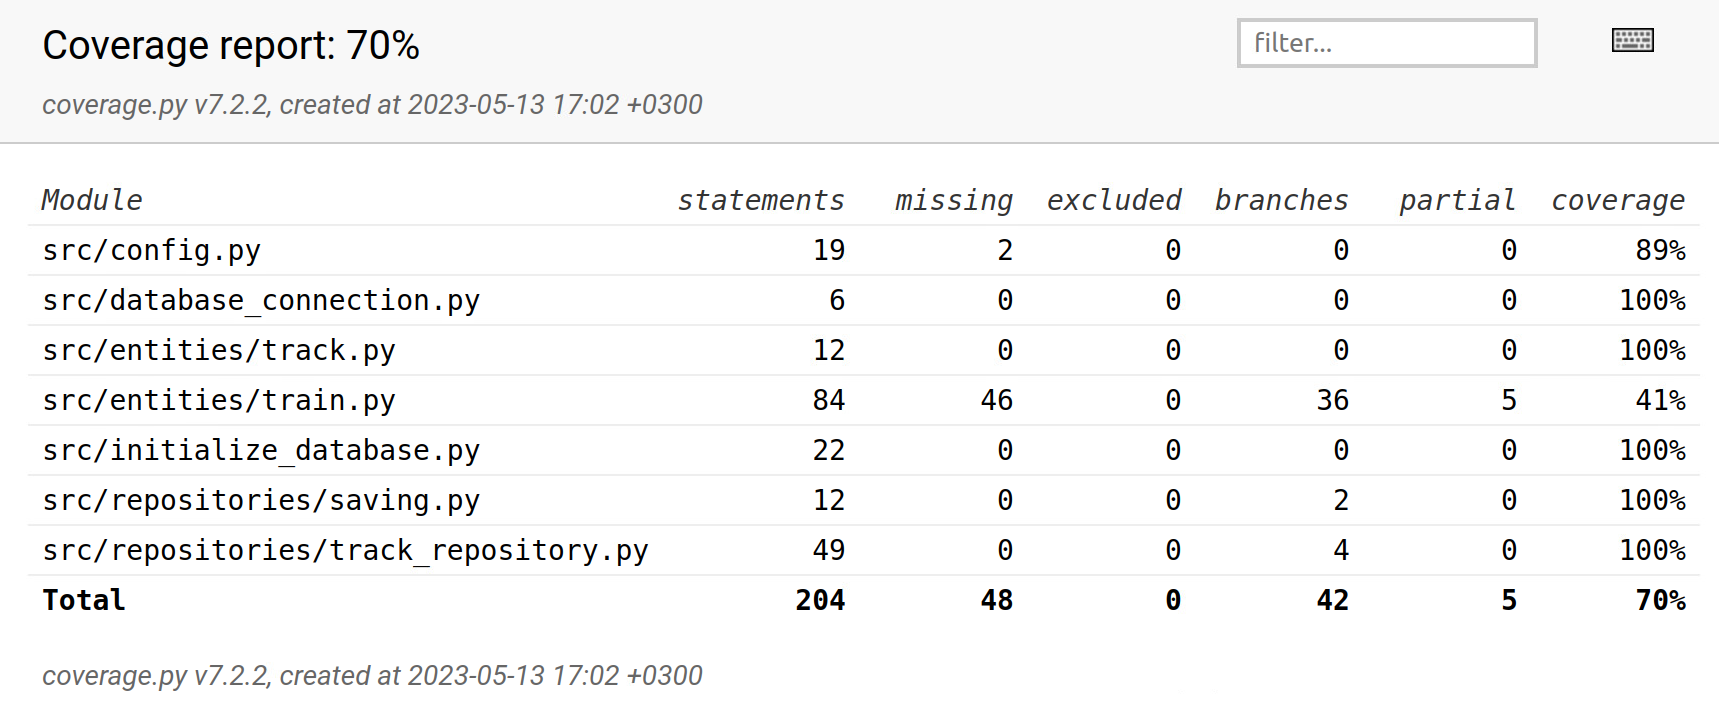 Coverage report: 70%
filter...
coverage.py v7.2.2, created at 2023-05-13 17:02 +0300
Module statements missing excluded branches partial coverage
src/config.py 19 2 0 0 0 89%
src/database_connection.py 6 0 0 0 0 100%
src/entities/track.py 12 0 0 0 0 100%
src/entities/train.py 84 46 0 36 5 41%
src/initialize_database.py 22 0 0 0 0 100%
src/repositories/saving.py 12 0 0 2 0 100%
src/repositories/track_repository.py 49 0 0 4 0 100%
Total 204 48 0 42 5 70%
coverage.py v7.2.2, created at 2023-05-13 17:02 +0300